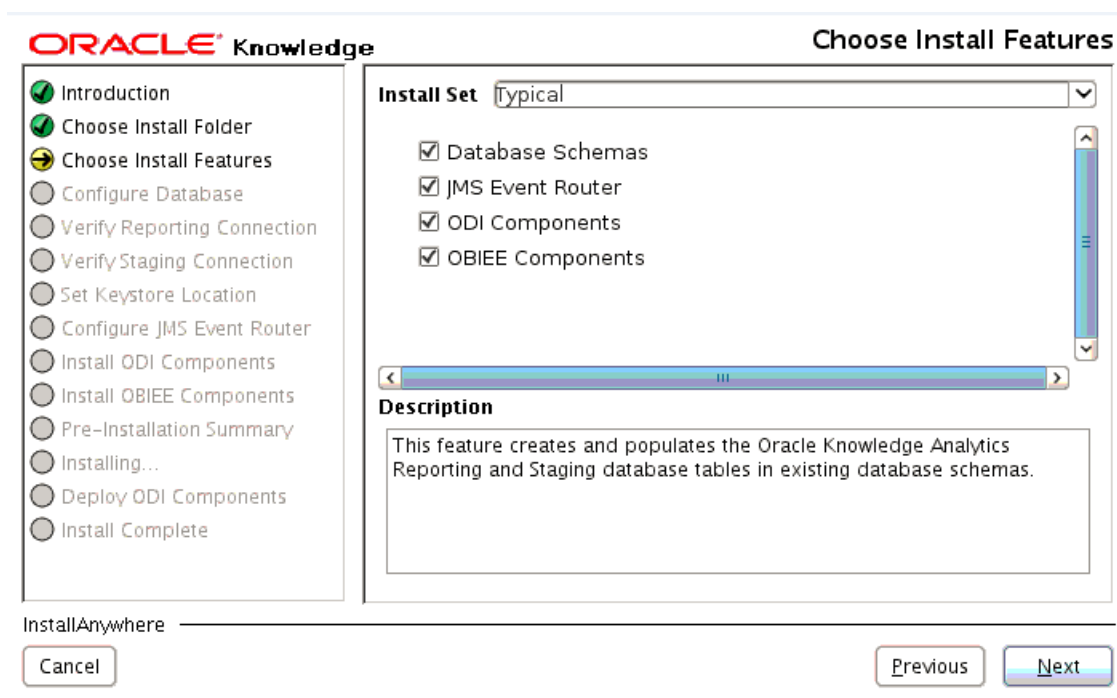 ORACLE Knowledge
Choose Install Features
Introduction
Choose Install Folder
Choose Install Features
Configure Database
Verify Reporting Connection
Verify Staging Connection
Set Keystore Location
Configure JMS Event Router
Install ODI Components
Install OBIEE Components
Pre-Installation Summary
Installing...
Deploy ODI Components
Install Complete
Install Set Typical
Database Schemas
JMS Event Router
ODI Components
OBIEE Components
Description
This feature creates and populates the Oracle Knowledge Analytics
Reporting and Staging database tables in existing database schemas.
InstallAnywhere
Cancel
Previous
Next